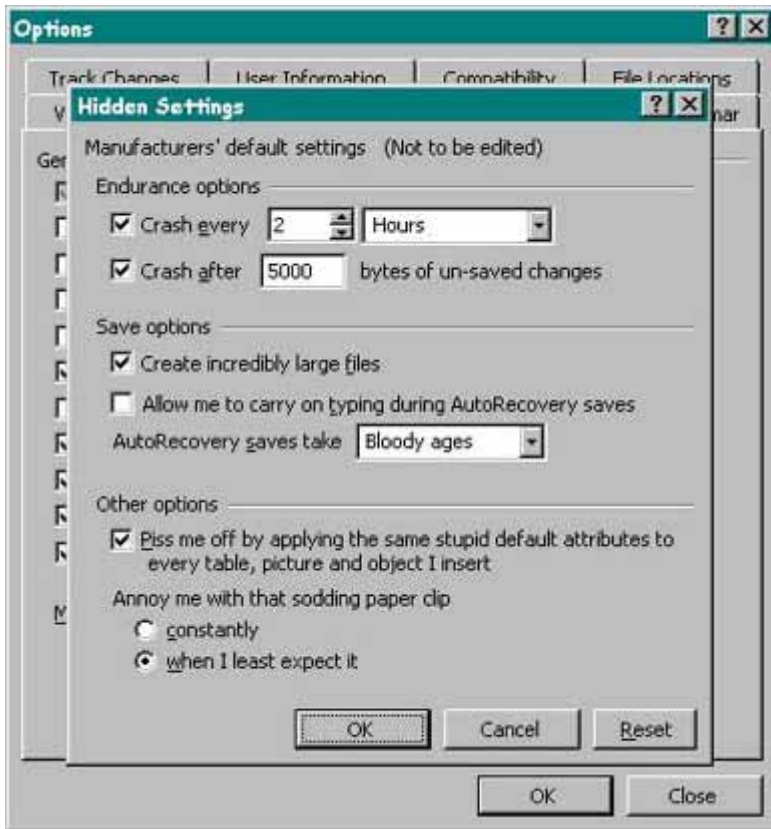 Options
Track Changes User Information Compatibility File Locations
Hidden Settings
Manufacturers' default settings (Not to be edited)
Endurance options
Crash every 2 Hours
Crash after 5000 bytes of un-saved changes
Save options
Create incredibly large files
Allow me to carry on typing during AutoRecovery saves
AutoRecovery saves take Bloody ages
Other options
Piss me off by applying the same stupid default attributes to
every table, picture and object I insert
Annoy me with that sodding paper clip
constantly
when I least expect it
OK Cancel Reset
OK Close